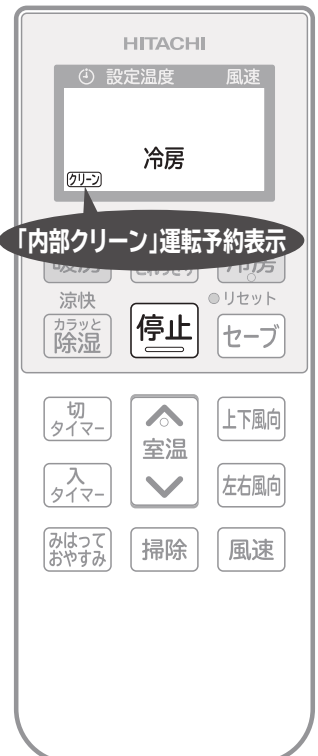 HITACHI
設定温度 風速
冷房
クリーン
「内部クリーン」運転予約表示
涼快 リセット
カラッと
除湿
停止
セーブ
切
タイマー
室温
上下風向
入
タイマー
左右風向
みはって
おやすみ
掃除
風速